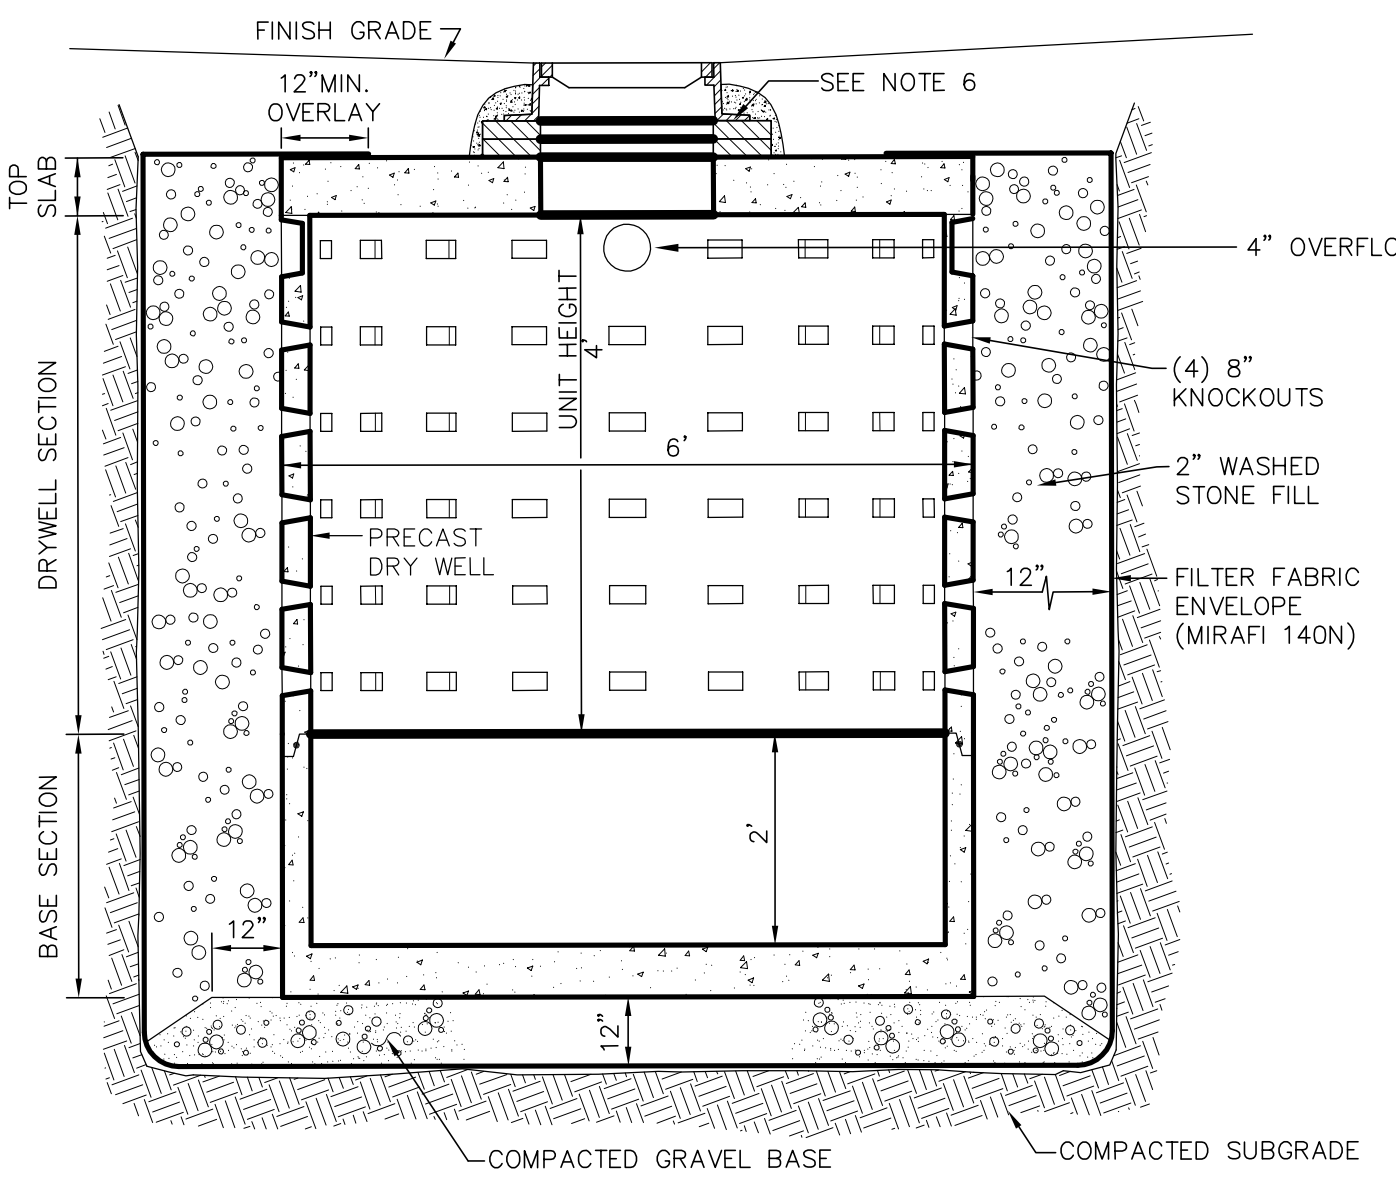 FINISH GRADE
12"MIN.
OVERLAY
SEE NOTE 6
TOP
SLAB
4" OVERFLC
UNIT HEIGHT
4'
(4) 8"
KNOCKOUTS
DRYWELL SECTION
6'
2" WASHED
STONE FILL
PRECAST
DRY WELL
12"
FILTER FABRIC
ENVELOPE
(MIRAFI 140N)
BASE SECTION
2'
12"
12"
COMPACTED GRAVEL BASE
COMPACTED SUBGRADE